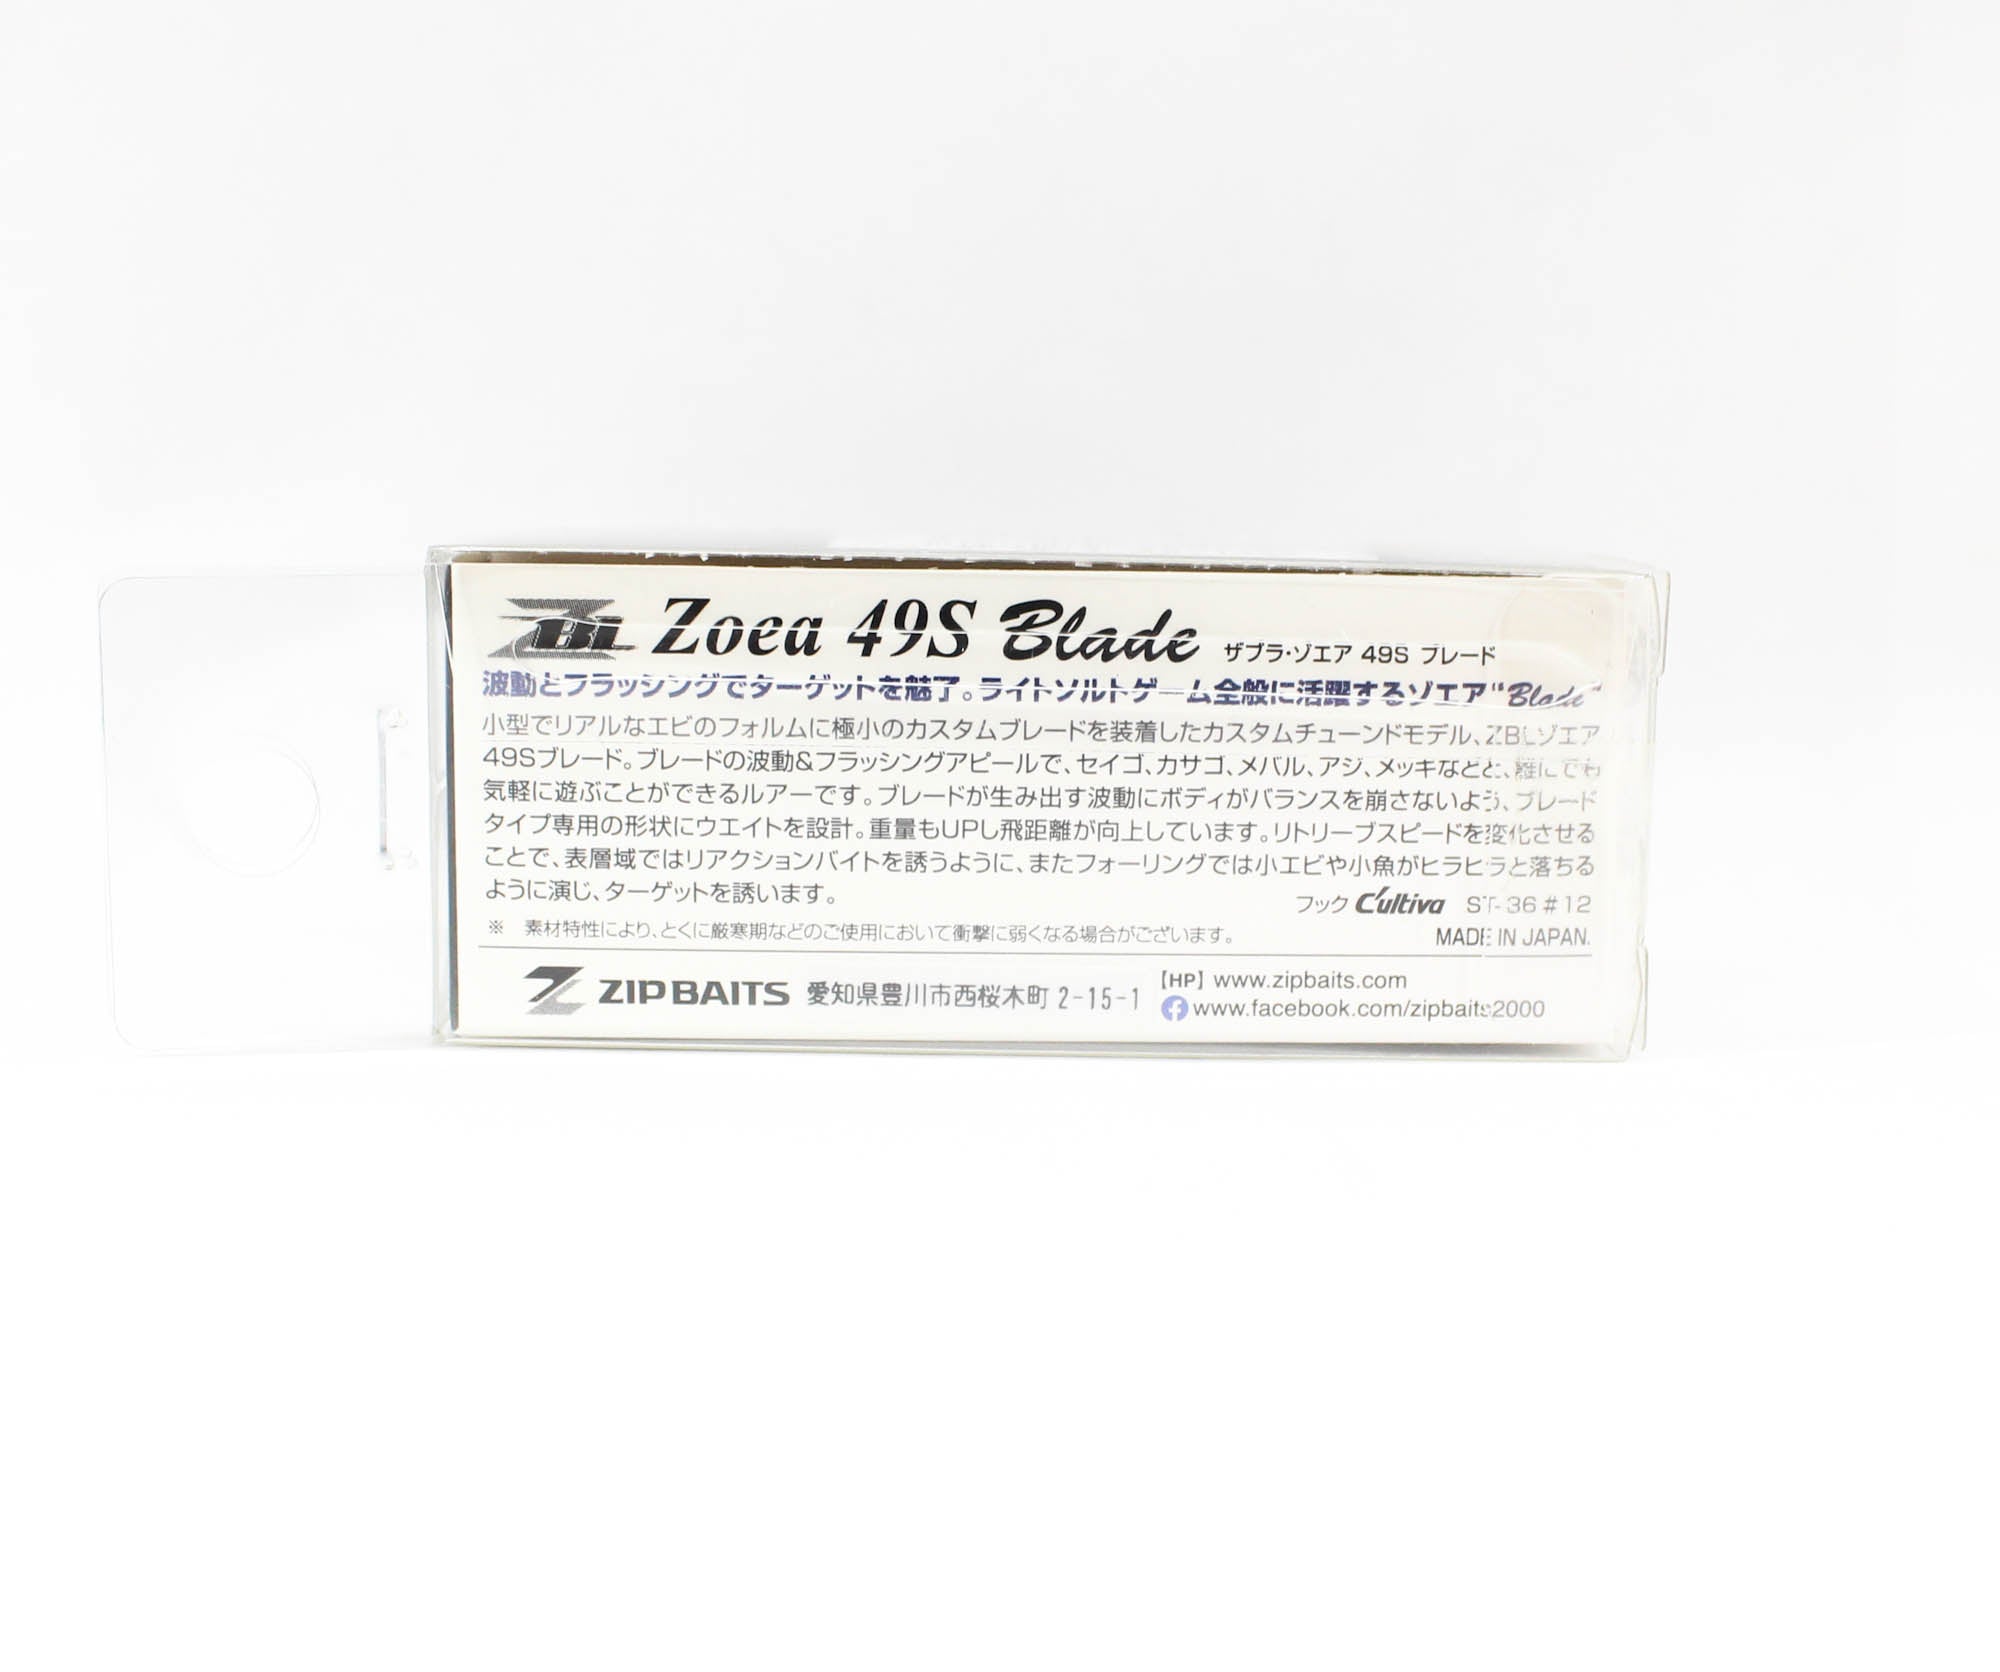 ZBL Zoea 49S Blade ザブラ・ゾエア 49S ブレード
波動とフラッシングでターゲットを魅了。ライトソルトゲーム全般に活躍するゾエア"Blade"
小型でリアルなエビのフォルムに極小のカスタムブレードを装着したカスタムチューンドモデル、ZBLゾエア
49Sブレード。ブレードの波動&フラッシングアピールで、セイゴ、カサゴ、メバル、アジ、メッキなどと、誰にでも
気軽に遊ぶことができるルアーです。ブレードが生み出す波動にボディがバランスを崩さないよう、ブレード
タイプ専用の形状にウエイトを設計。重量もUPし飛距離が向上しています。リトリーブスピードを変化させる
ことで、表層域ではリアクションバイトを誘うように、またフォーリングでは小エビや小魚がヒラヒラと落ちる
ように演じ、ターゲットを誘います。
フック C'ultiva ST-36 #12
※ 素材特性により、とくに厳寒期などのご使用において衝撃に弱くなる場合がございます。
MADE IN JAPAN.
ZIPBAITS 愛知県豊川市西桜木町 2-15-1
【HP】 www.zipbaits.com
www.facebook.com/zipbaits2000